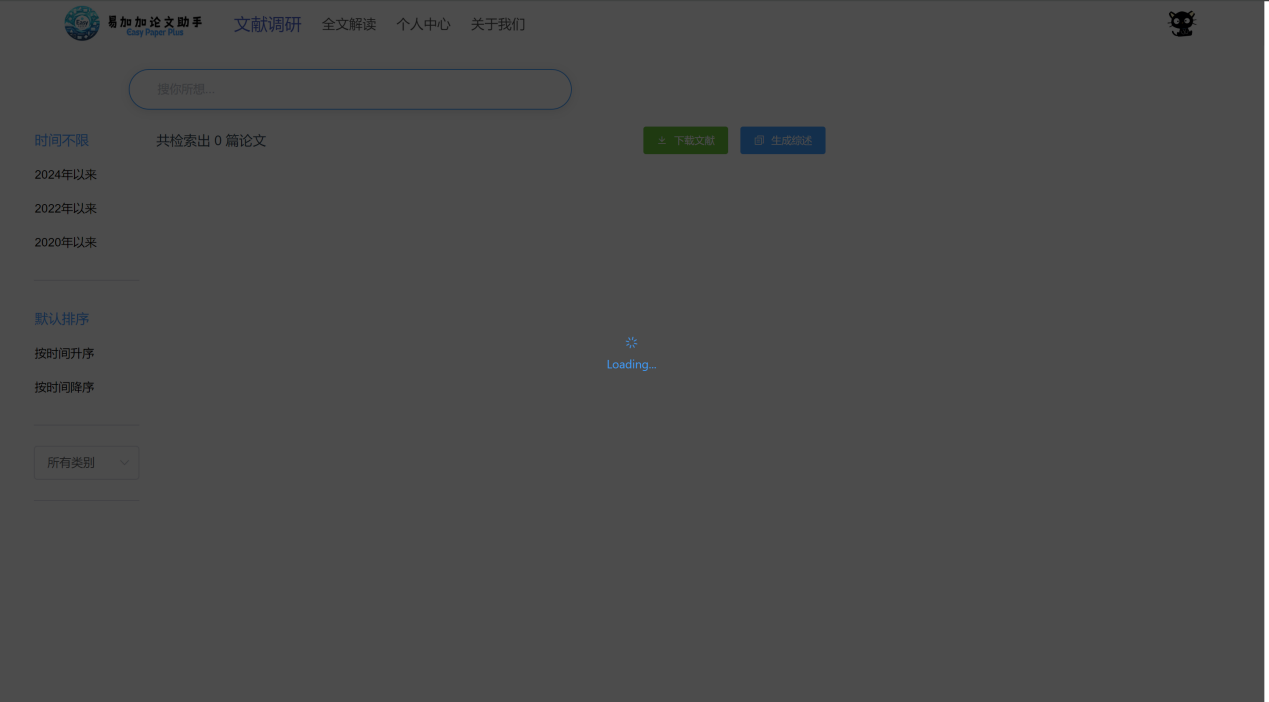 易加加论文助手
Easy Paper Plus
文献调研
全文解读
个人中心
关于我们
搜你所想...
时间不限
共检索出 0 篇论文
下载文献
生成综述
2024年以来
2022年以来
2020年以来
默认排序
按时间升序
按时间降序
Loading...
所有类别